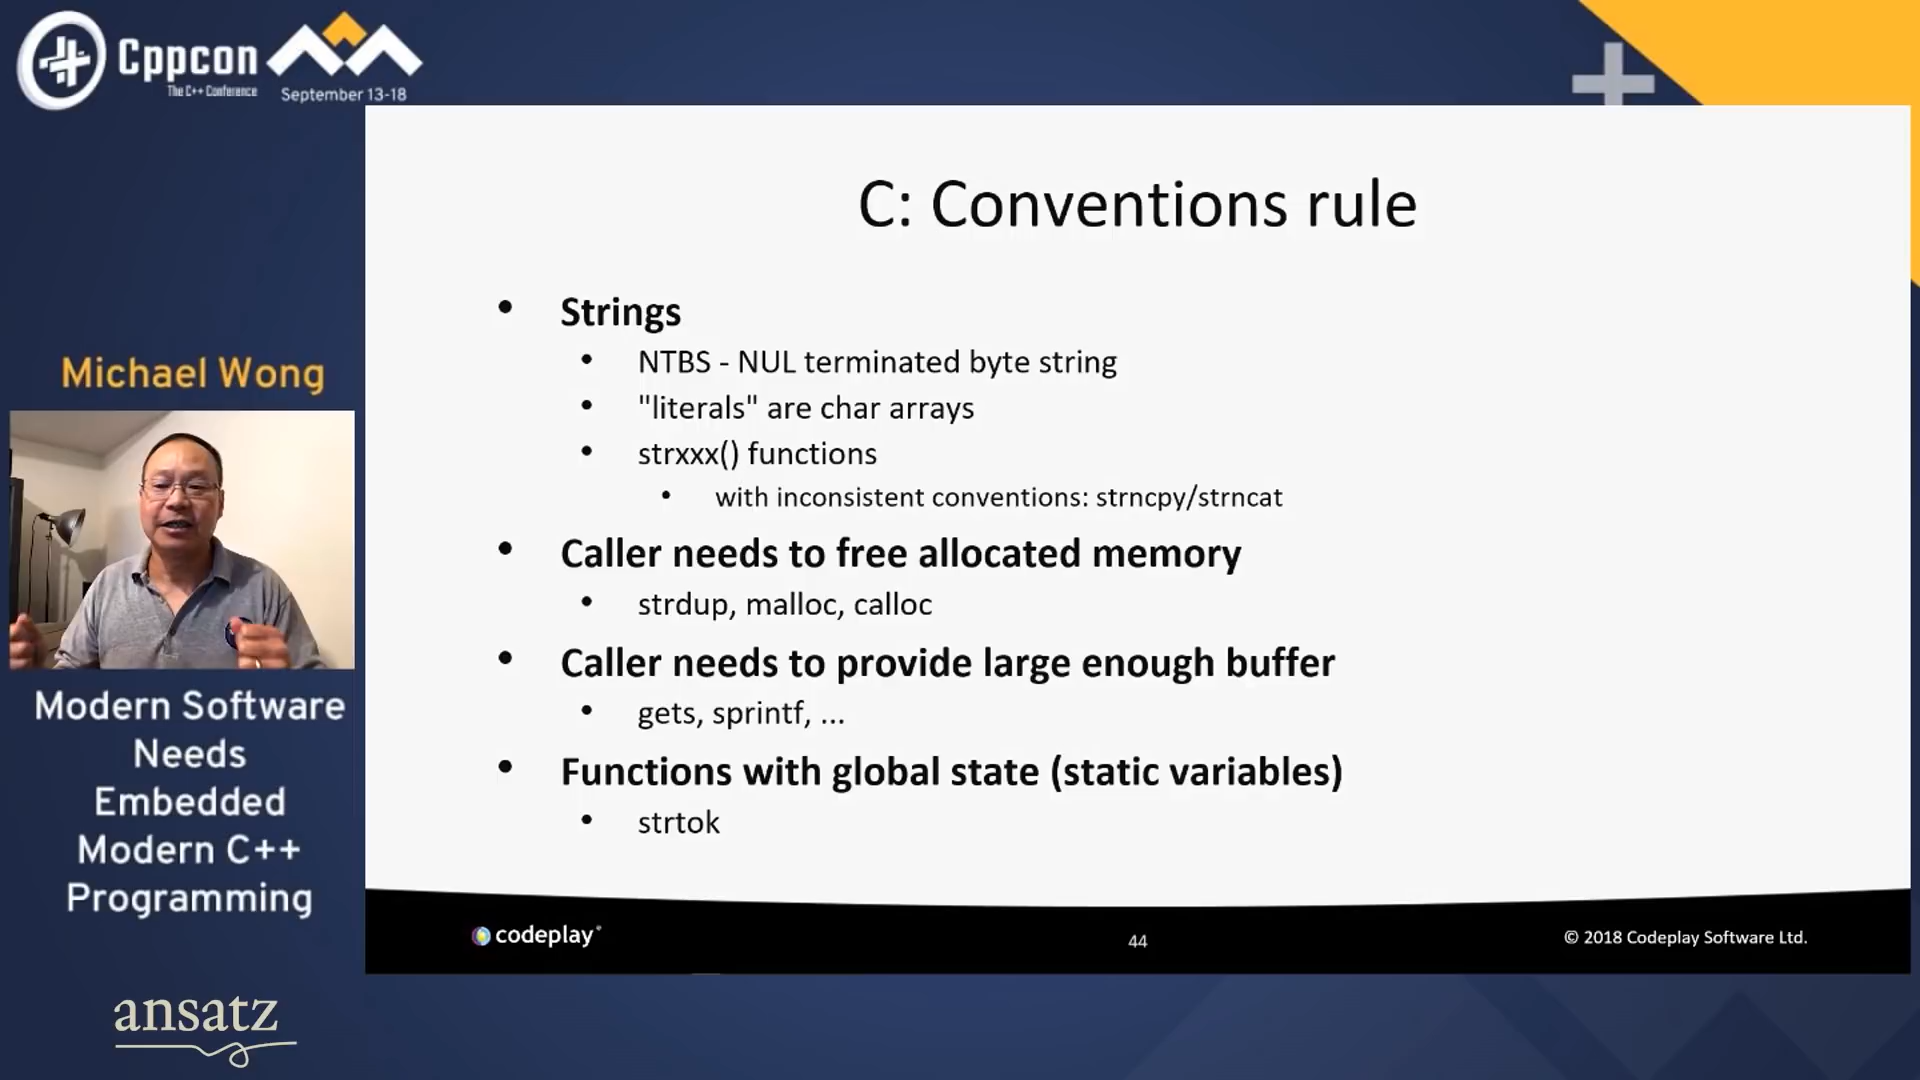 Cppcon
The C++ Conference
September 13-18
Michael Wong
Modern Software
Needs
Embedded
Modern C++
Programming
ansatz
C: Conventions rule
• Strings
• NTBS - NUL terminated byte string
• "literals" are char arrays
• strxxx() functions
• with inconsistent conventions: strncpy/strncat
• Caller needs to free allocated memory
• strdup, malloc, calloc
• Caller needs to provide large enough buffer
• gets, sprintf, ...
• Functions with global state (static variables)
• strtok
codeplay
44
© 2018 Codeplay Software Ltd.